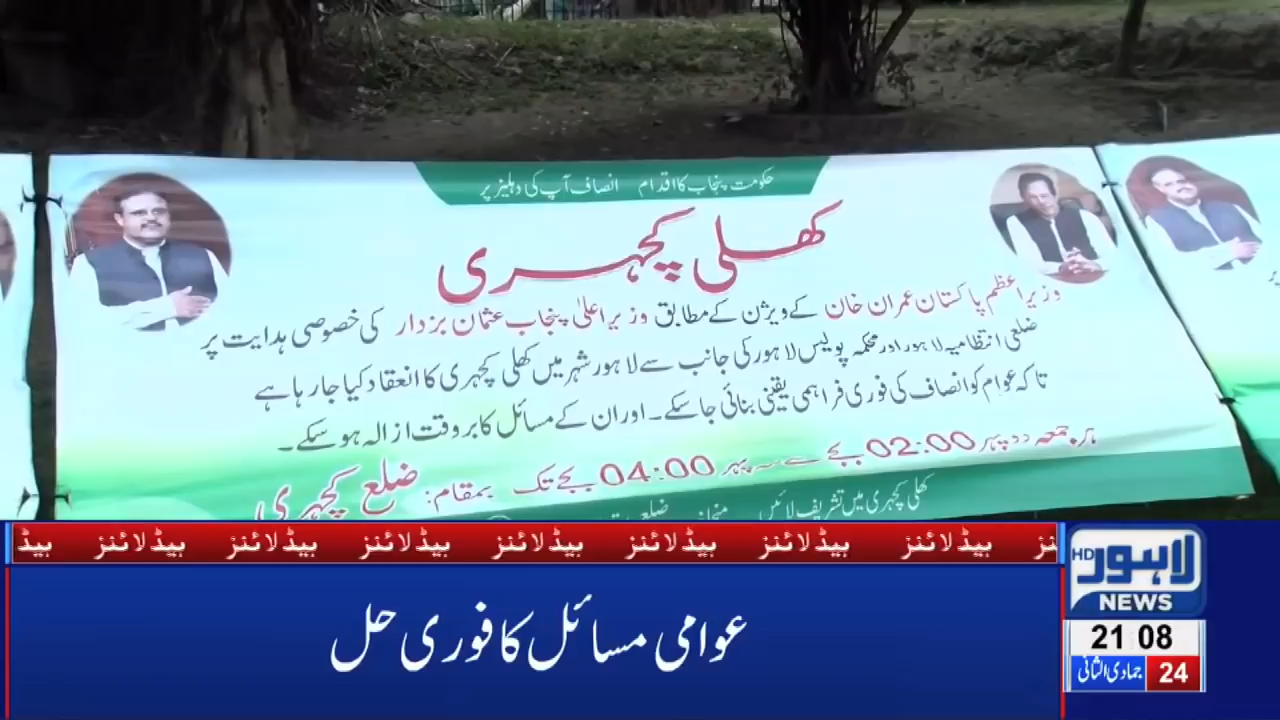 حکومت پنجاب کا اقدام انصاف آپ کی دہلیز پر
کھلی کچہری
وزیراعظم پاکستان عمران خان کے ویژن کے مطابق وزیراعلیٰ پنجاب عثمان بزدار کی خصوصی ہدایت پر
ضلعی انتظامیہ لاہور اور محکمہ پولیس لاہور کی جانب سے لاہور شہر میں کھلی کچہری کا انعقاد کیا جا رہا ہے
تاکہ عوام کو انصاف کی فوری فراہمی یقینی بنائی جا سکے۔ اور ان کے مسائل کا بروقت ازالہ ہو سکے۔
ہر جمعہ دوپہر 02:00 بجے سے سہ پہر 04:00 بجے تک بمقام: ضلع کچہری
کھلی کچہری میں تشریف لائیں
ہیڈ ہیڈلائنز ہیڈلائنز ہیڈلائنز ہیڈلائنز ہیڈلائنز ہیڈلائنز ہیڈلائنز
عوامی مسائل کا فوری حل
لاہور HD
NEWS
21 08
24 جمادی الثانی